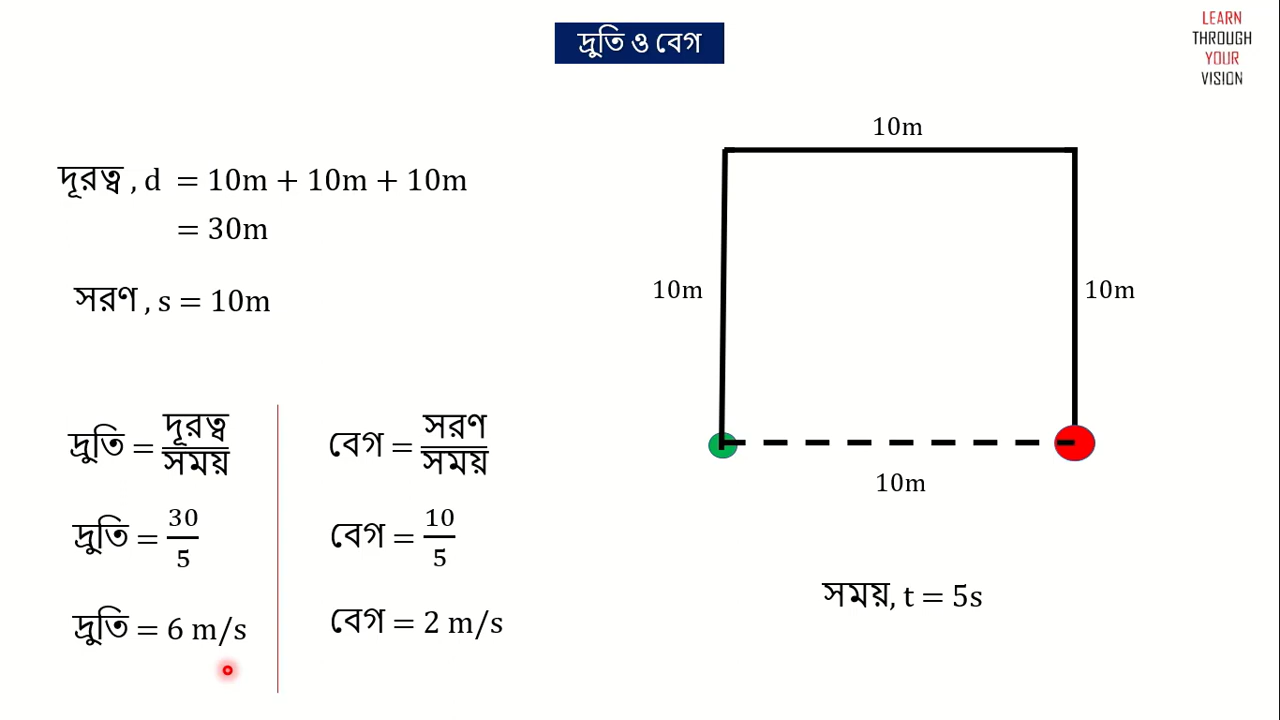 দ্রুতি ও বেগ
LEARN
THROUGH
YOUR
VISION
দূরত্ব , d = 10m + 10m + 10m
= 30m
সরণ , s = 10m
দ্রুতি = দূরত্ব/সময়
দ্রুতি = 30/5
দ্রুতি = 6 m/s
বেগ = সরণ/সময়
বেগ = 10/5
বেগ = 2 m/s
10m
10m
10m
10m
সময়, t = 5s